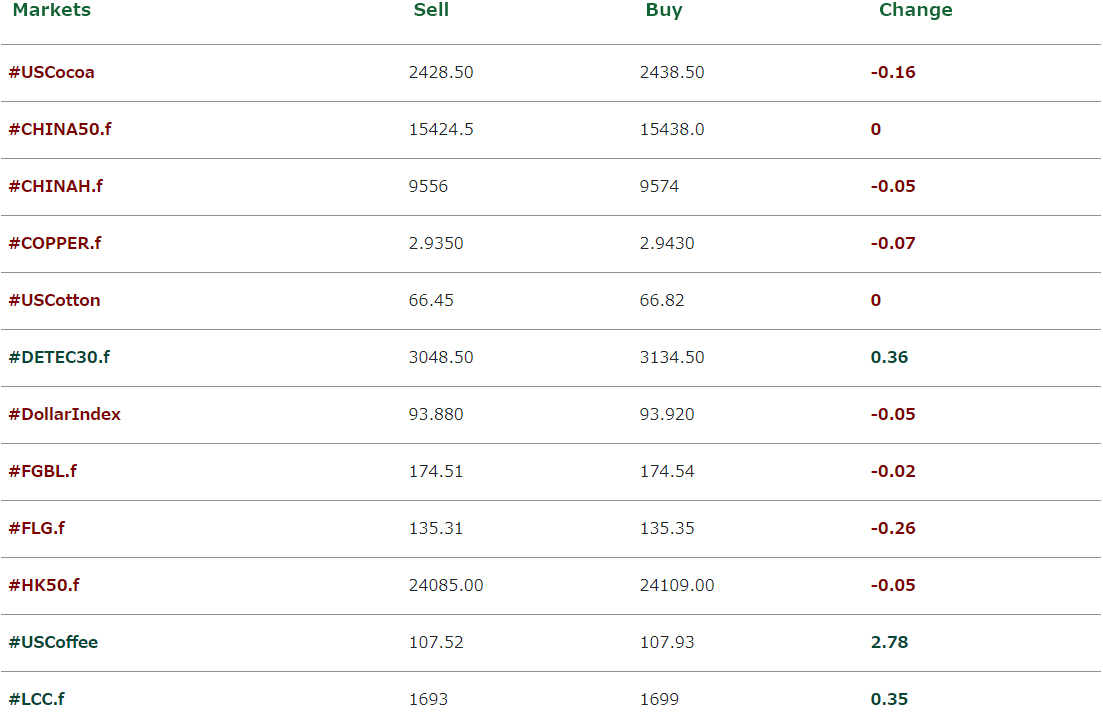 Markets Sell Buy Change
#USCocoa 2428.50 2438.50 -0.16
#CHINA50.f 15424.5 15438.0 0
#CHINAH.f 9556 9574 -0.05
#COPPER.f 2.9350 2.9430 -0.07
#USCotton 66.45 66.82 0
#DETEC30.f 3048.50 3134.50 0.36
#DollarIndex 93.880 93.920 -0.05
#FGBL.f 174.51 174.54 -0.02
#FLG.f 135.31 135.35 -0.26
#HK50.f 24085.00 24109.00 -0.05
#USCoffee 107.52 107.93 2.78
#LCC.f 1693 1699 0.35